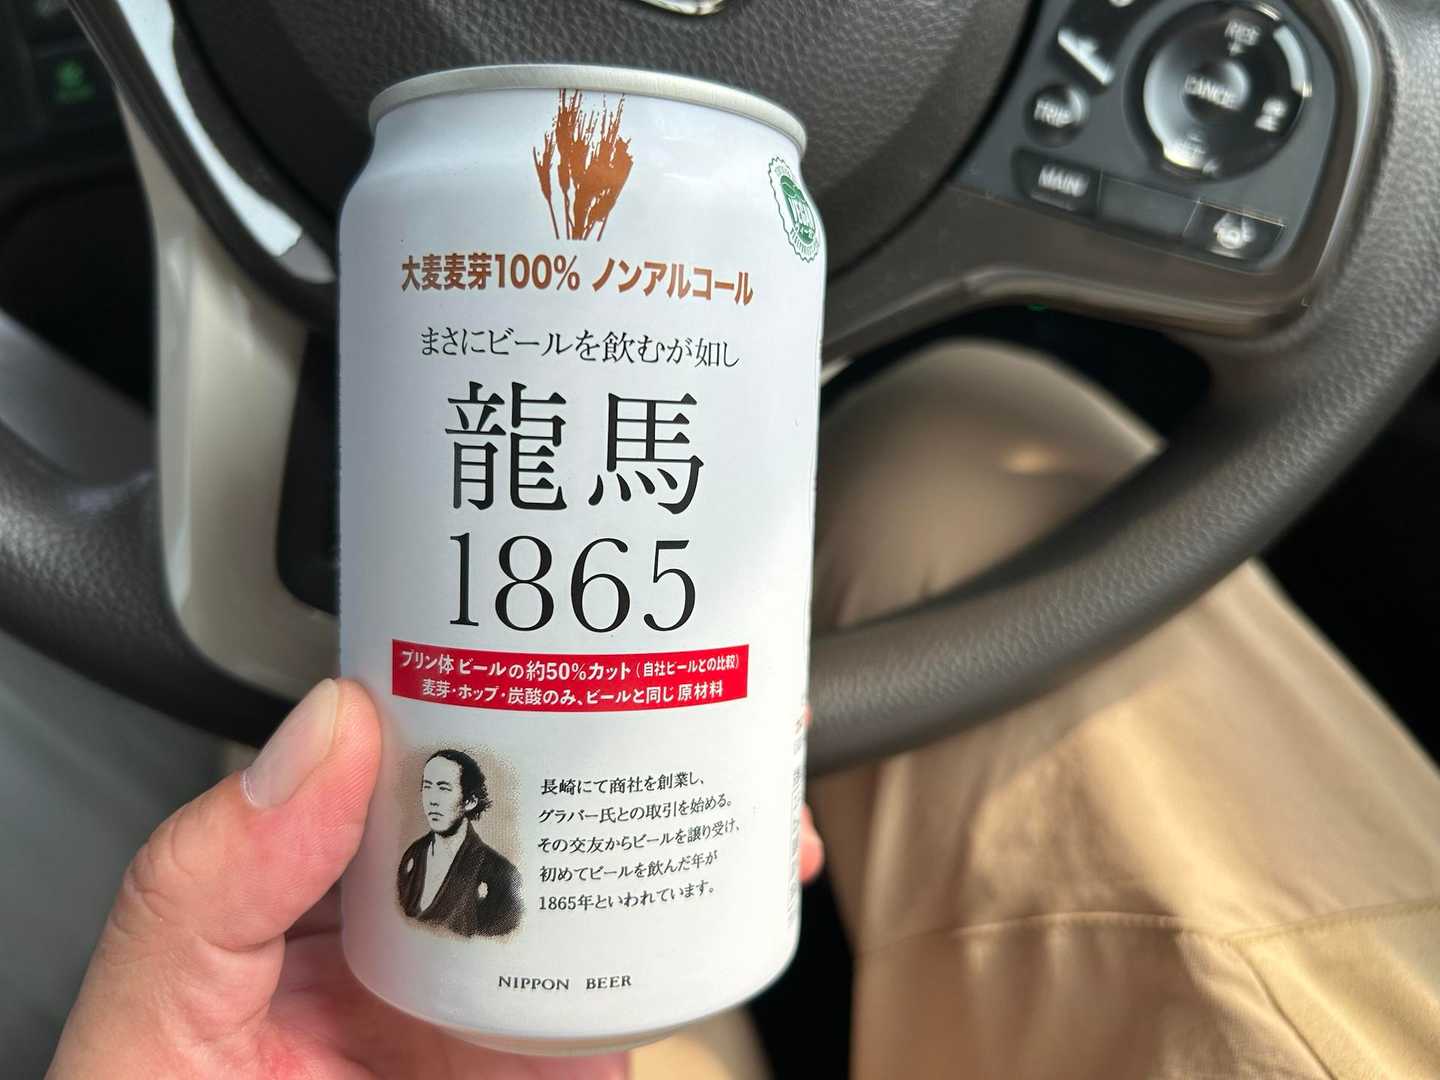 大麦麦芽100% ノンアルコール
まさにビールを飲むが如し
龍馬
1865
プリン体 ビールの約50%カット（自社ビールとの比較）
麦芽・ホップ・炭酸のみ、ビールと同じ原材料
長崎にて商社を創業し、
グラバー氏との取引を始める。
その交友からビールを譲り受け、
初めてビールを飲んだ年が
1865年といわれています。
NIPPON BEER
VEGAN
CANCEL
TRIP
MAIN